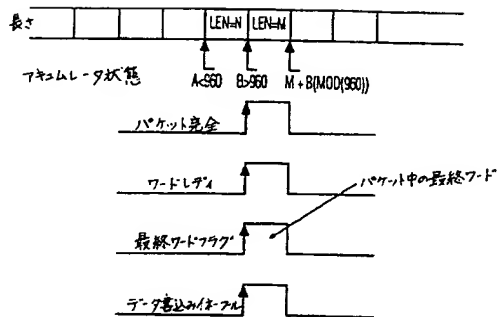 長さ
LEN=N LEN=M
アキュムレータ状態
A<960 B>960 M+B(MOD(960))
パケット完全
ワードレディ
パケット中の最終ワード
最終ワードフラグ
データ書込みイネーブル